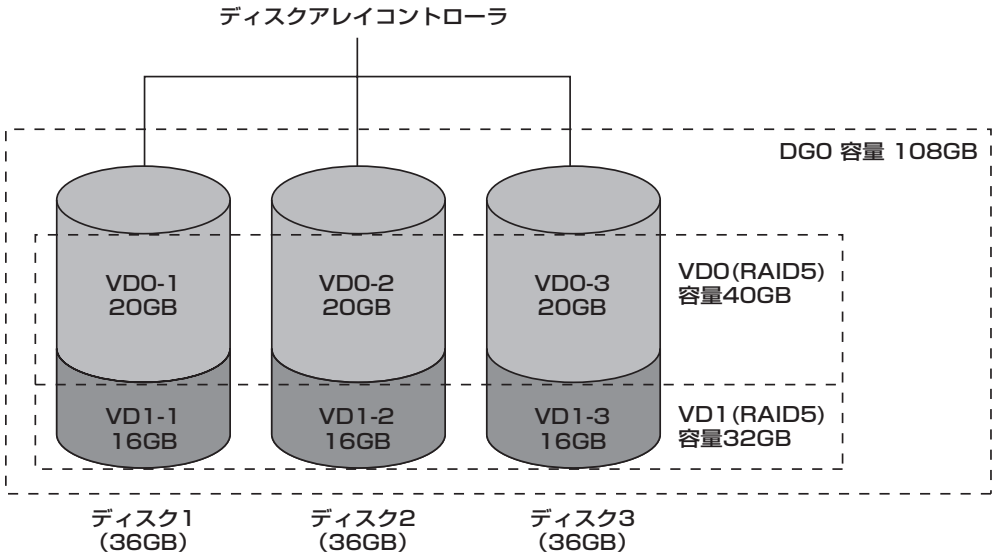 ディスクアレイコントローラ
DG0 容量 108GB
VD0-1
20GB
VD0-2
20GB
VD0-3
20GB
VD0(RAID5)
容量40GB
VD1-1
16GB
VD1-2
16GB
VD1-3
16GB
VD1(RAID5)
容量32GB
ディスク1
(36GB)
ディスク2
(36GB)
ディスク3
(36GB)